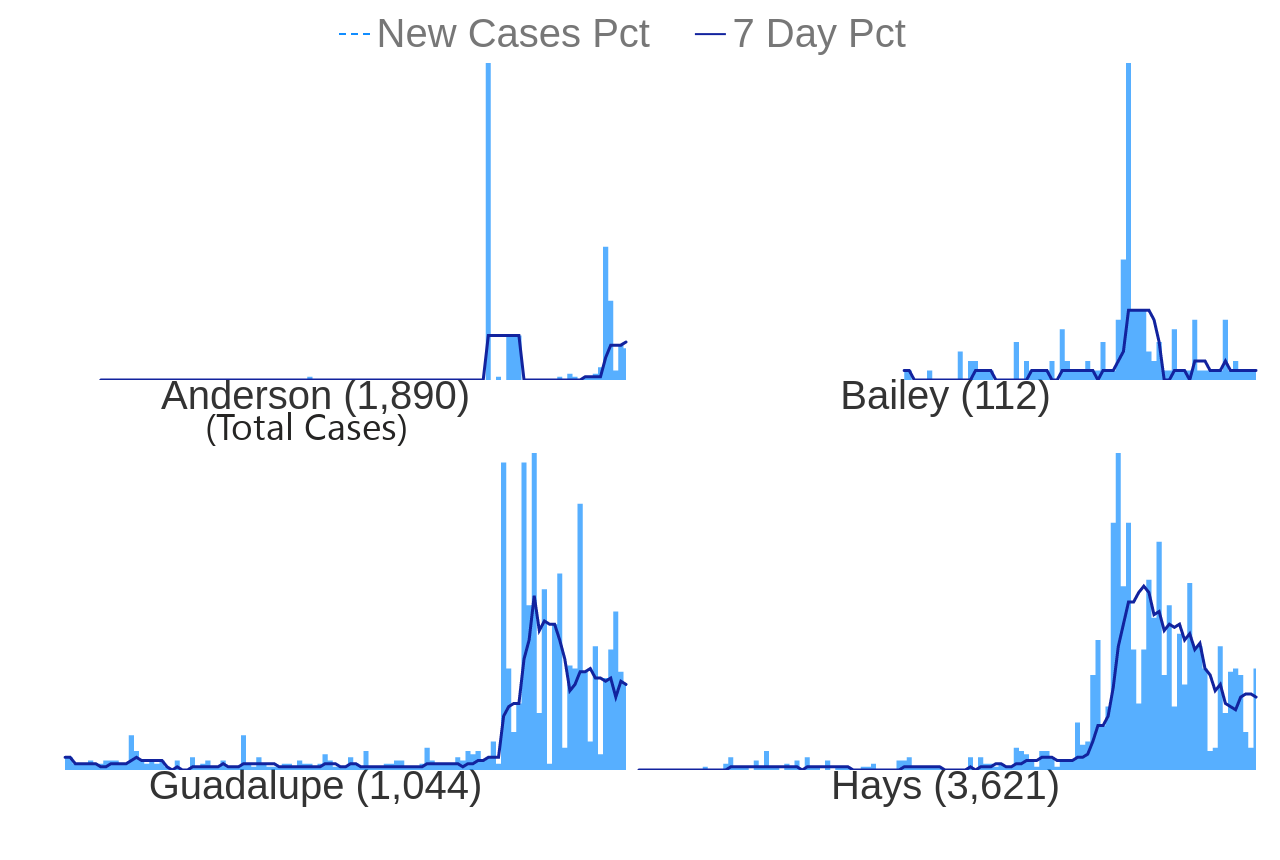 New Cases Pct 7 Day Pct
Anderson (1,890) Bailey (112)
(Total Cases)
Guadalupe (1,044) Hays (3,621)